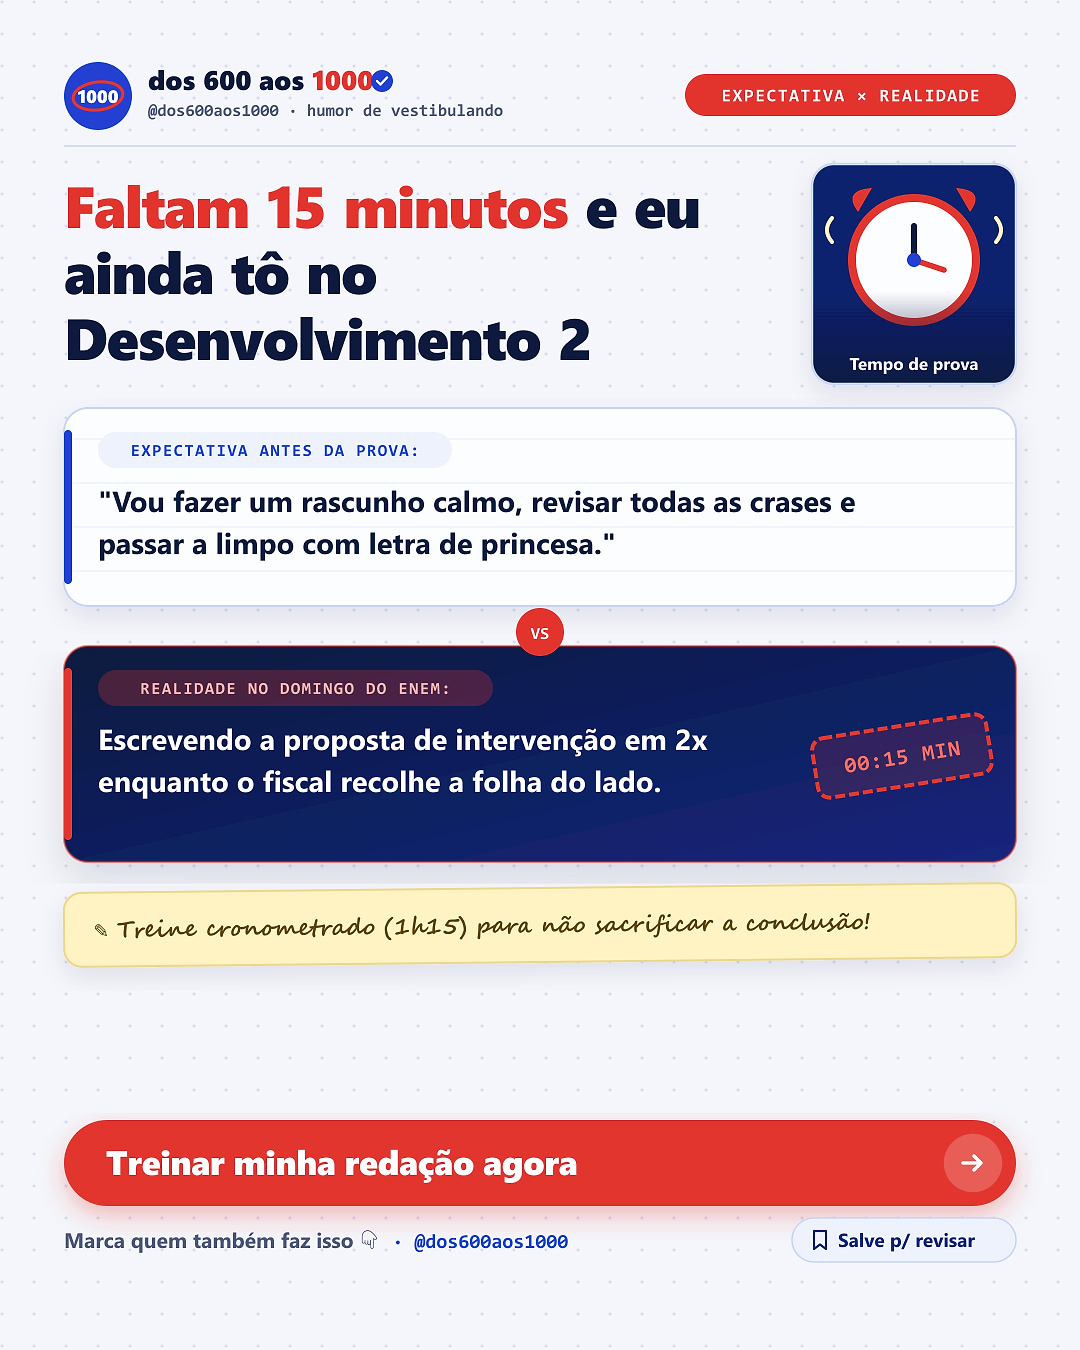 1000
dos 600 aos 1000
@dos600aos1000 · humor de vestibulando
EXPECTATIVA × REALIDADE
Faltam 15 minutos e eu
ainda tô no
Desenvolvimento 2
Tempo de prova
EXPECTATIVA ANTES DA PROVA:
"Vou fazer um rascunho calmo, revisar todas as crases e
passar a limpo com letra de princesa."
VS
REALIDADE NO DOMINGO DO ENEM:
Escrevendo a proposta de intervenção em 2x
enquanto o fiscal recolhe a folha do lado.
00:15 MIN
✎ Treine cronometrado (1h15) para não sacrificar a conclusão!
Treinar minha redação agora
Marca quem também faz isso 👇 · @dos600aos1000
Salve p/ revisar